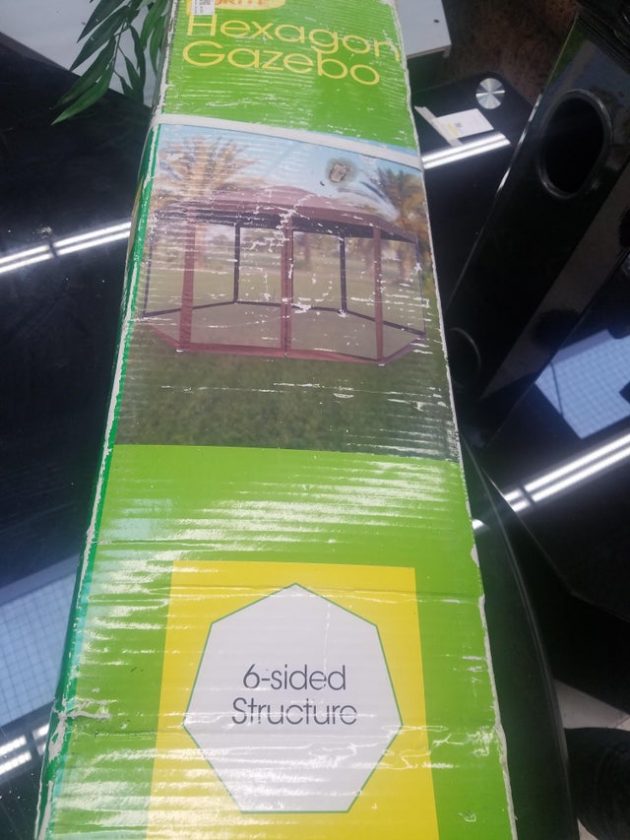 Hexagon
Gazebo
6-sided
Structure